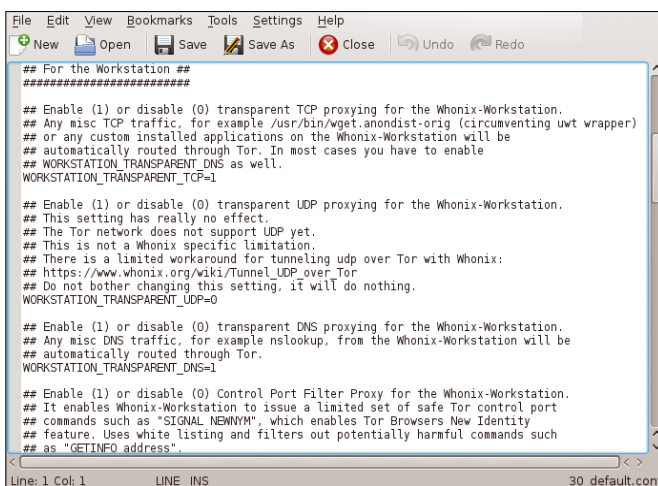 File Edit View Bookmarks Tools Settings Help
New Open Save Save As Close Undo Redo
## For the Workstation ##
#########################
## Enable (1) or disable (0) transparent TCP proxying for the Whonix-Workstation.
## Any misc TCP traffic, for example /usr/bin/wget.anondist-orig (circumventing uwt wrapper)
## or any custom installed applications on the Whonix-Workstation will be
## automatically routed through Tor. In most cases you have to enable
## WORKSTATION_TRANSPARENT_DNS as well.
WORKSTATION_TRANSPARENT_TCP=1
## Enable (1) or disable (0) transparent UDP proxying for the Whonix-Workstation.
## This setting has really no effect.
## The Tor network does not support UDP yet.
## This is not a Whonix specific limitation.
## There is a limited workaround for tunneling udp over Tor with Whonix:
## https://www.whonix.org/wiki/Tunnel_UDP_over_Tor
## Do not bother changing this setting, it will do nothing.
WORKSTATION_TRANSPARENT_UDP=0
## Enable (1) or disable (0) transparent DNS proxying for the Whonix-Workstation.
## Any misc DNS traffic, for example nslookup, from the Whonix-Workstation will be
## automatically routed through Tor.
WORKSTATION_TRANSPARENT_DNS=1
## Enable (1) or disable (0) Control Port Filter Proxy for the Whonix-Workstation.
## It enables Whonix-Workstation to issue a limited set of safe Tor control port
## commands such as "SIGNAL NEWNYM", which enables Tor Browsers New Identity
## feature. Uses white listing and filters out potentially harmful commands such
## as "GETINFO address".
Line: 1 Col: 1 LINE INS 30_default.conf